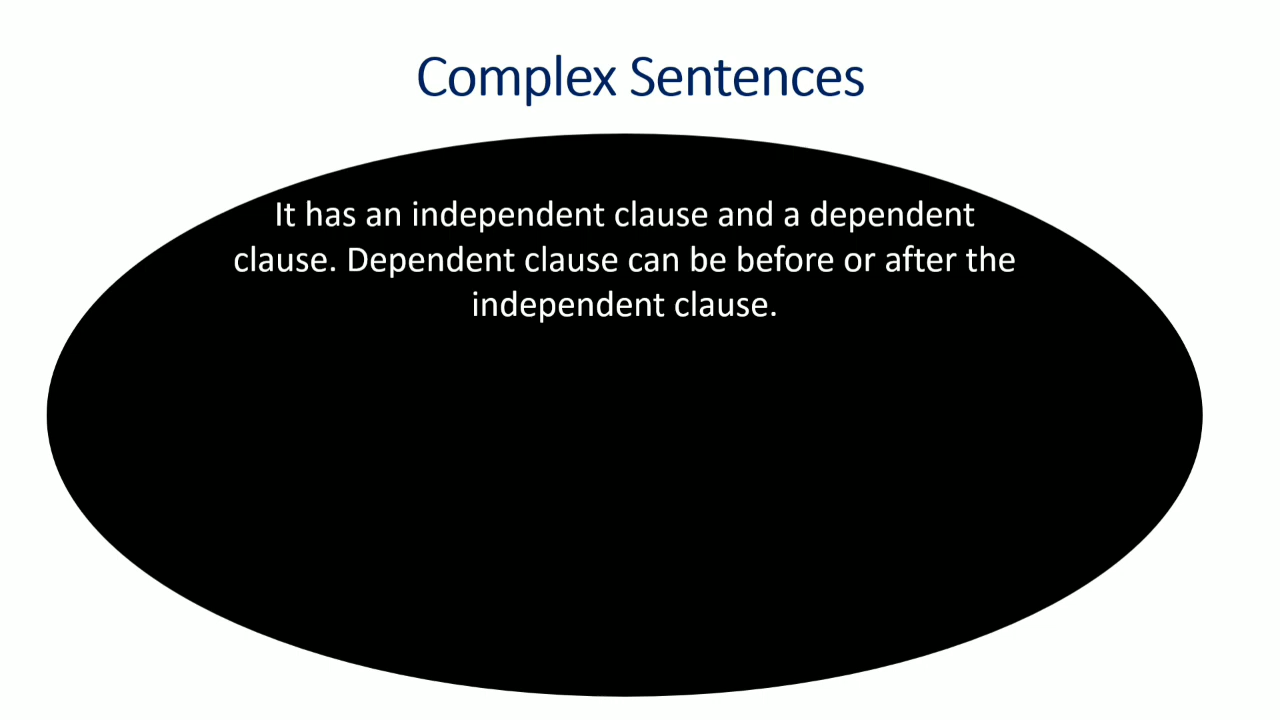 Complex Sentences
It has an independent clause and a dependent
clause. Dependent clause can be before or after the
independent clause.